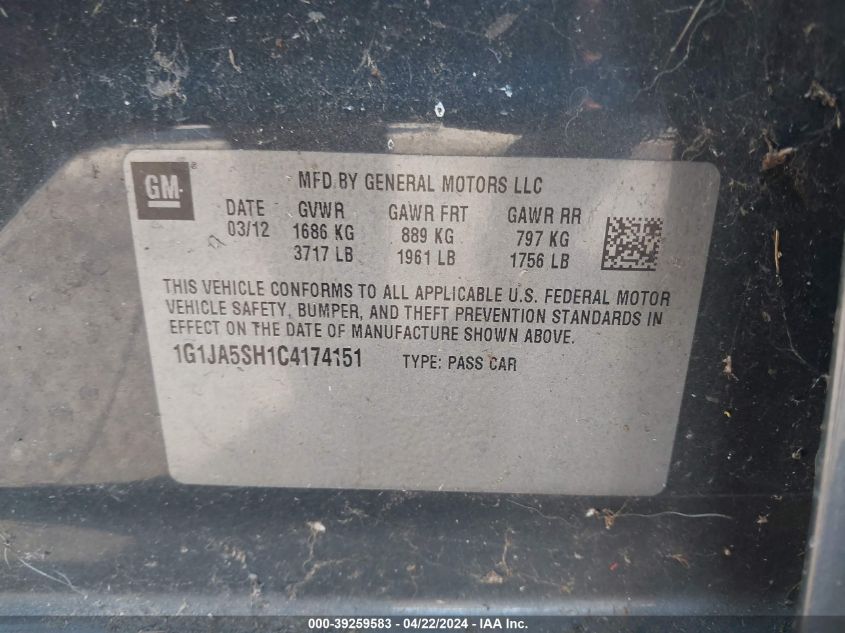 GM
MFD BY GENERAL MOTORS LLC
DATE GVWR GAWR FRT GAWR RR
03/12 1686 KG 889 KG 797 KG
3717 LB 1961 LB 1756 LB
THIS VEHICLE CONFORMS TO ALL APPLICABLE U.S. FEDERAL MOTOR
VEHICLE SAFETY, BUMPER, AND THEFT PREVENTION STANDARDS IN
EFFECT ON THE DATE OF MANUFACTURE SHOWN ABOVE.
1G1JA5SH1C4174151 TYPE: PASS CAR
000-39259583 - 04/22/2024 - IAA Inc.